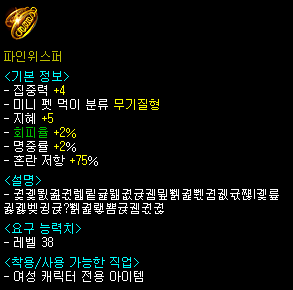 파인위스퍼
<기본 정보>
- 집중력 +4
- 미니 펫 먹이 분류 무기질형
- 지혜 +5
- 회피율 +2%
- 명중률 +2%
- 혼란 저항 +75%
<설명>
<요구 능력치>
- 레벨 38
<착용/사용 가능한 직업>
- 여성 캐릭터 전용 아이템